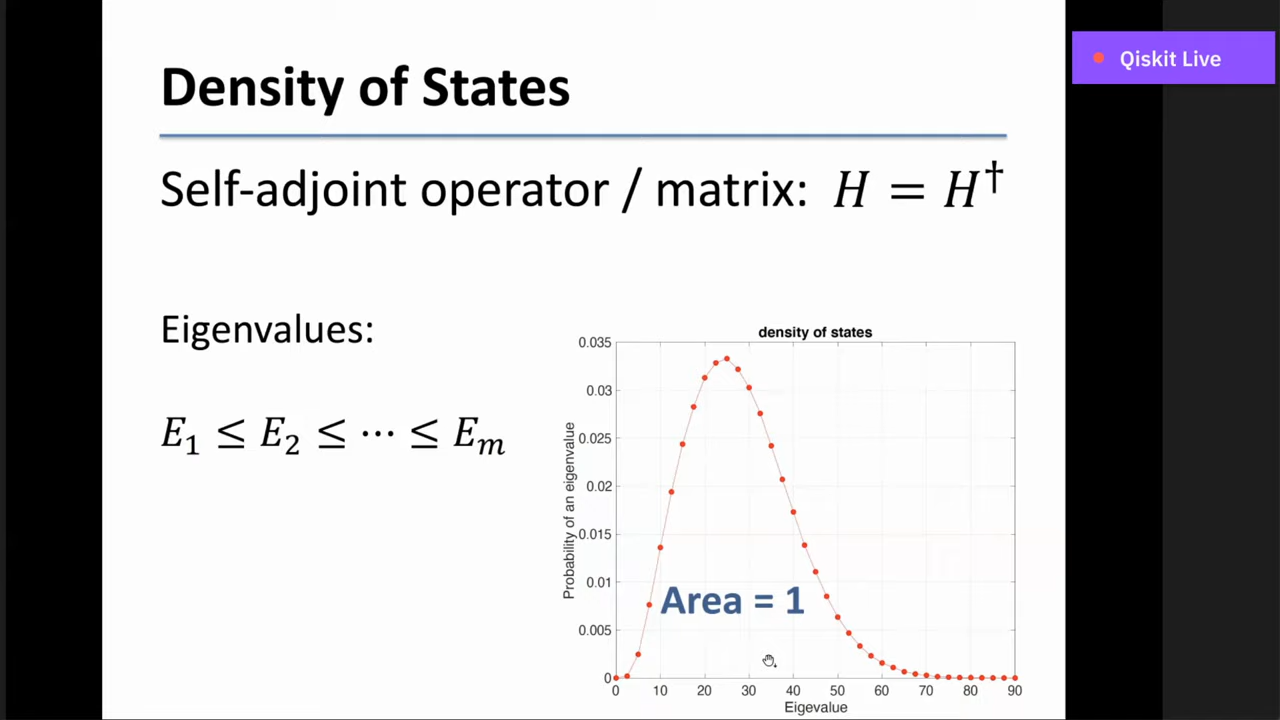 Density of States
Qiskit Live
Self-adjoint operator / matrix: H = H†
Eigenvalues:
E₁ ≤ E₂ ≤ ⋯ ≤ Eₘ
density of states
0.035
0.03
0.025
0.02
0.015
0.01
0.005
0
Probability of an eigenvalue
Area = 1
0 10 20 30 40 50 60 70 80 90
Eigenvalue